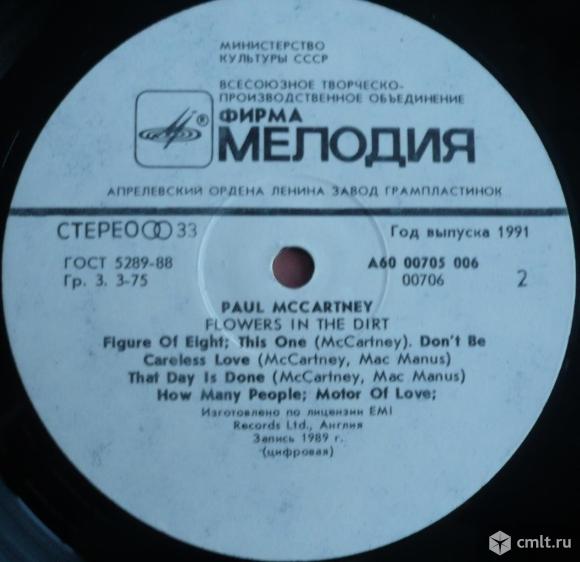 МИНИСТЕРСТВО
КУЛЬТУРЫ СССР
ВСЕСОЮЗНОЕ ТВОРЧЕСКО-
ПРОИЗВОДСТВЕННОЕ ОБЪЕДИНЕНИЕ
®
ФИРМА
МЕЛОДИЯ
АПРЕЛЕВСКИЙ ОРДЕНА ЛЕНИНА ЗАВОД ГРАМПЛАСТИНОК
СТЕРЕО 33
Год выпуска 1991
ГОСТ 5289-88
А60 00705 006
Гр. 3. 3-75
00706
2
PAUL MCCARTNEY
FLOWERS IN THE DIRT
Figure Of Eight; This One (McCartney). Don't Be
Careless Love (McCartney, Mac Manus)
That Day Is Done (McCartney, Mac Manus)
How Many People; Motor Of Love;
Изготовлено по лицензии EMI
Records Ltd., Англия
Запись 1989 г.
(цифровая)
cmlt.ru